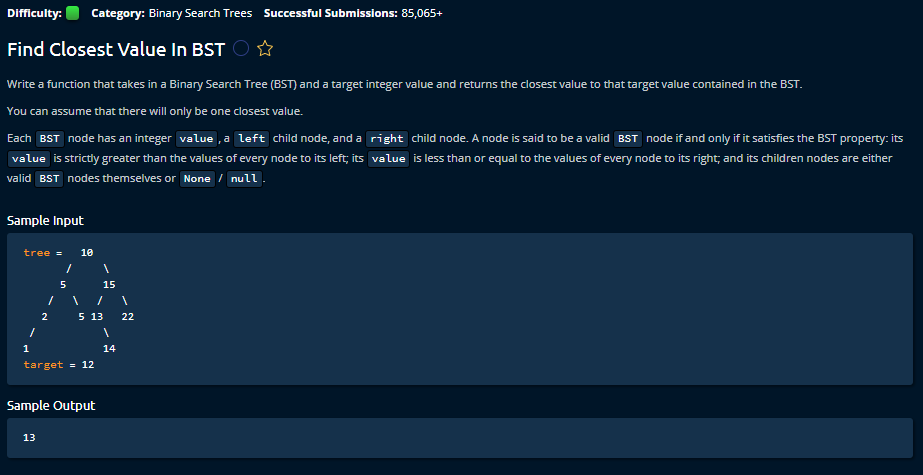 Difficulty: Category: Binary Search Trees Successful Submissions: 85,065+
Find Closest Value In BST
Write a function that takes in a Binary Search Tree (BST) and a target integer value and returns the closest value to that target value contained in the BST.
You can assume that there will only be one closest value.
Each BST node has an integer value , a left child node, and a right child node. A node is said to be a valid BST node if and only if it satisfies the BST property: its
value is strictly greater than the values of every node to its left; its value is less than or equal to the values of every node to its right; and its children nodes are either
valid BST nodes themselves or None / null .
Sample Input
tree = 10
/ \
5 15
/ \ / \
2 5 13 22
/ \
1 14
target = 12
Sample Output
13